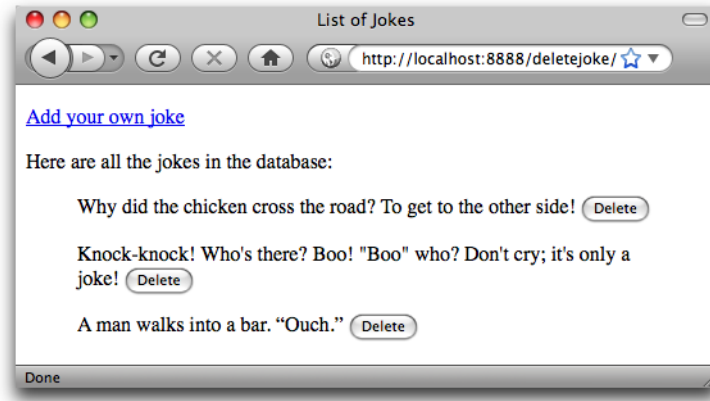 List of Jokes
http://localhost:8888/deletejoke/
Add your own joke
Here are all the jokes in the database:
Why did the chicken cross the road? To get to the other side! Delete
Knock-knock! Who's there? Boo! "Boo" who? Don't cry; it's only a
joke! Delete
A man walks into a bar. “Ouch.” Delete
Done